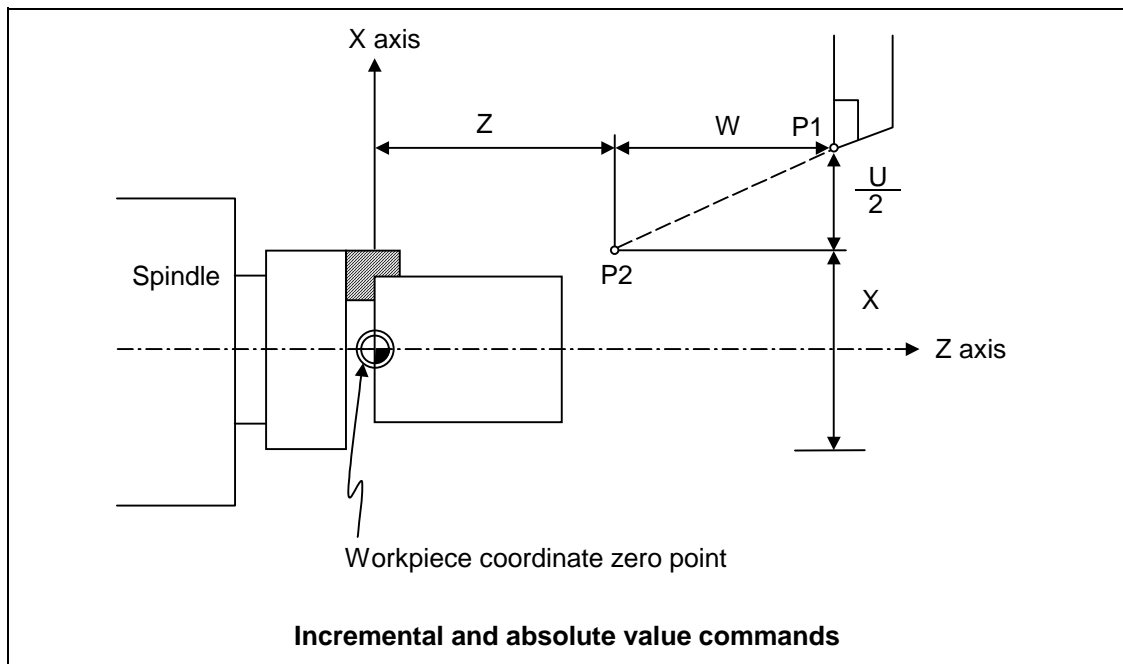 X axis
Z
W
P1
U
2
Spindle
P2
X
Z axis
Workpiece coordinate zero point
Incremental and absolute value commands